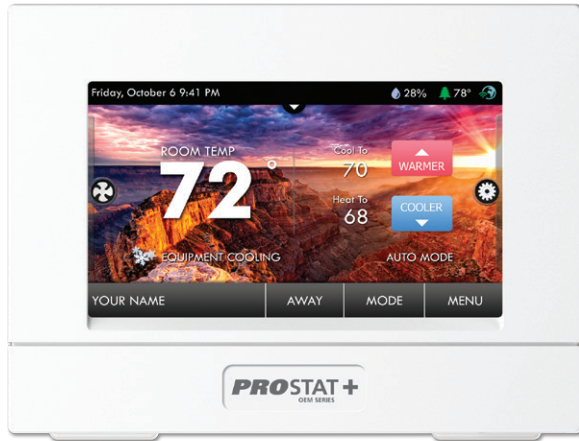 Friday, October 6 9:41 PM
28%
78°
ROOM TEMP
72°
Cool To
70
WARMER
Heat To
68
COOLER
EQUIPMENT COOLING
AUTO MODE
YOUR NAME
AWAY
MODE
MENU
PROSTAT+
OEM SERIES